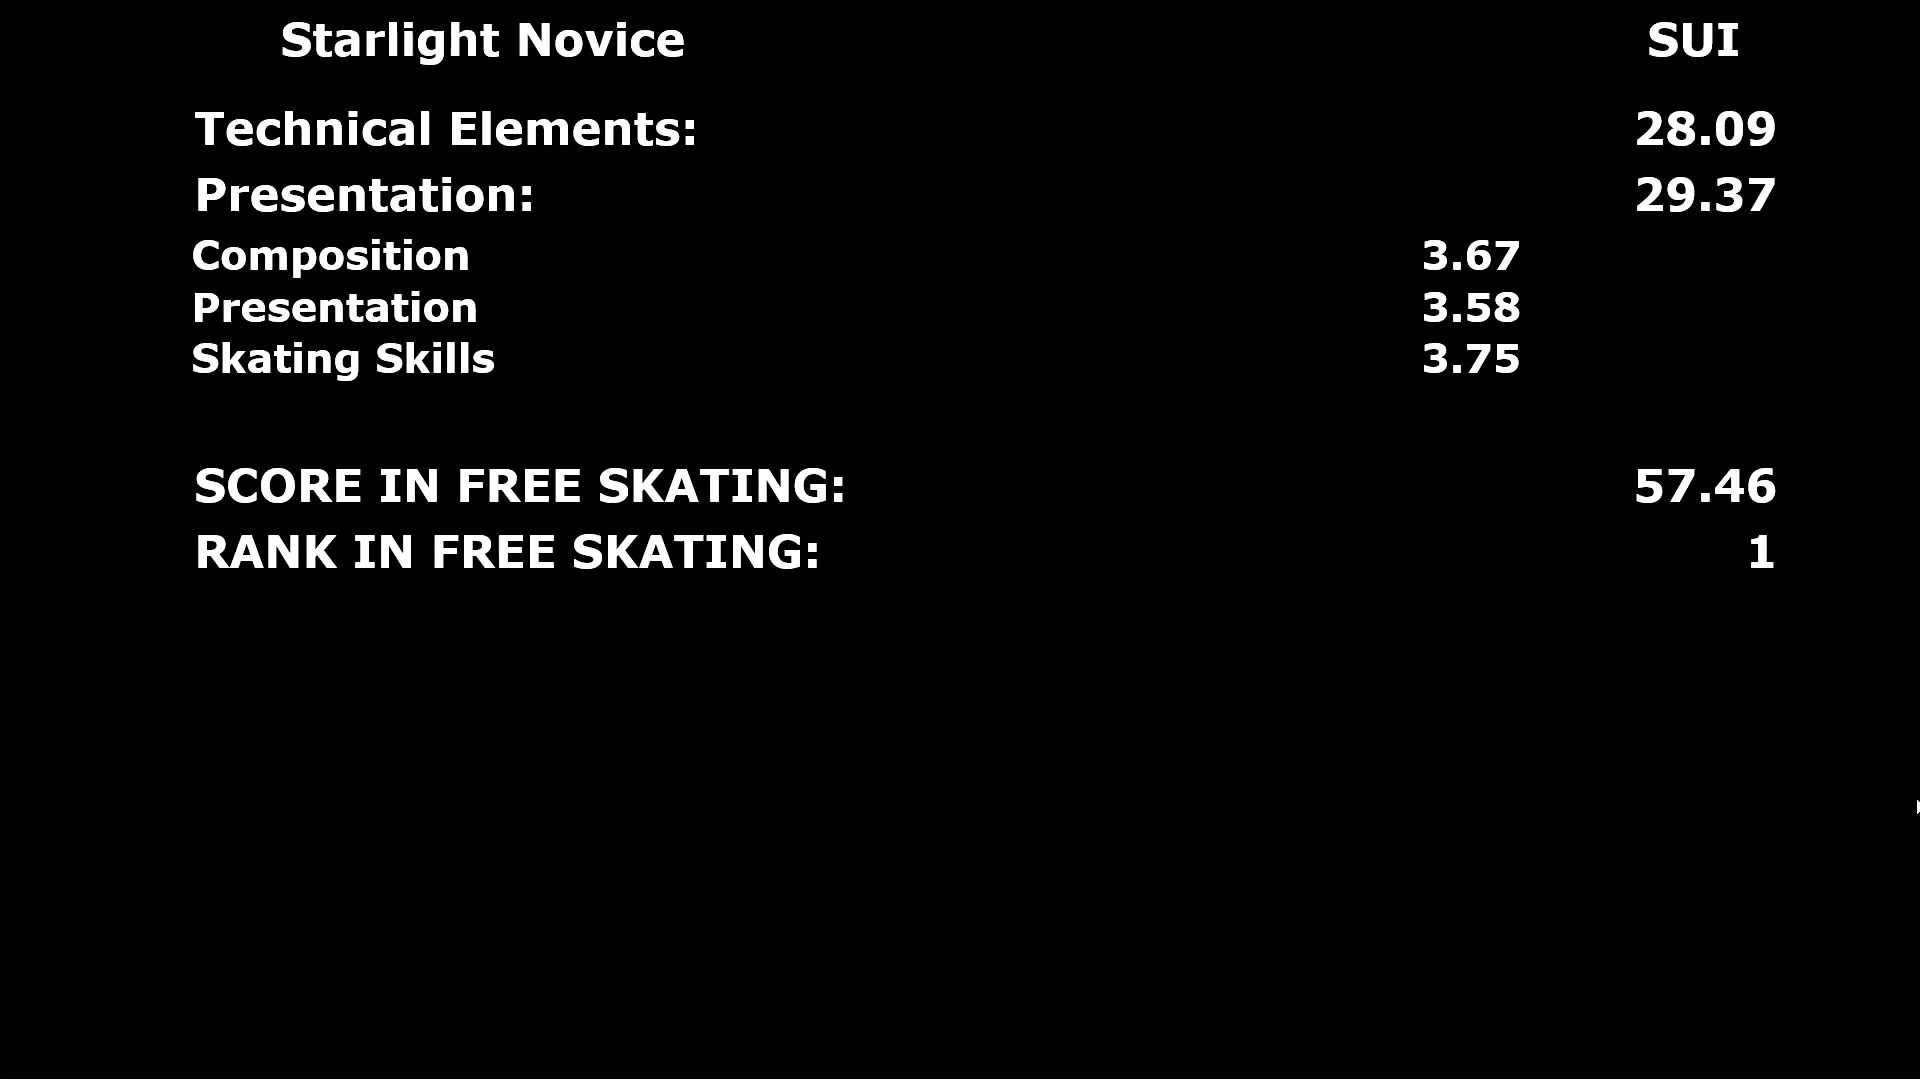 Starlight Novice SUI
Technical Elements: 28.09
Presentation: 29.37
Composition 3.67
Presentation 3.58
Skating Skills 3.75
SCORE IN FREE SKATING: 57.46
RANK IN FREE SKATING: 1